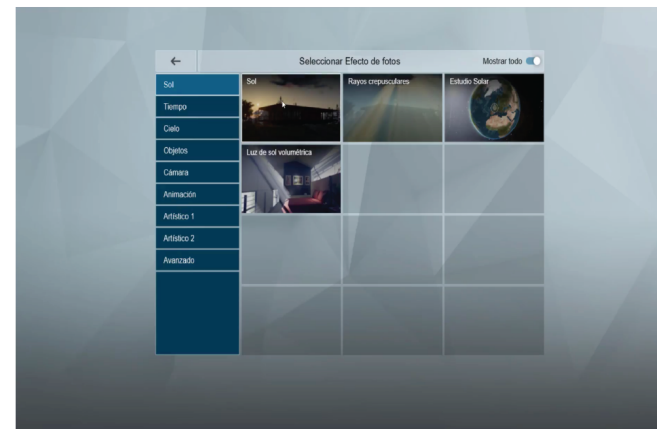 Seleccionar Efecto de fotos
Mostrar todo
Sol
Tiempo
Cielo
Objetos
Cámara
Animación
Artístico 1
Artístico 2
Avanzado
Sol
Rayos crepusculares
Estudio Solar
Luz de sol volumétrica